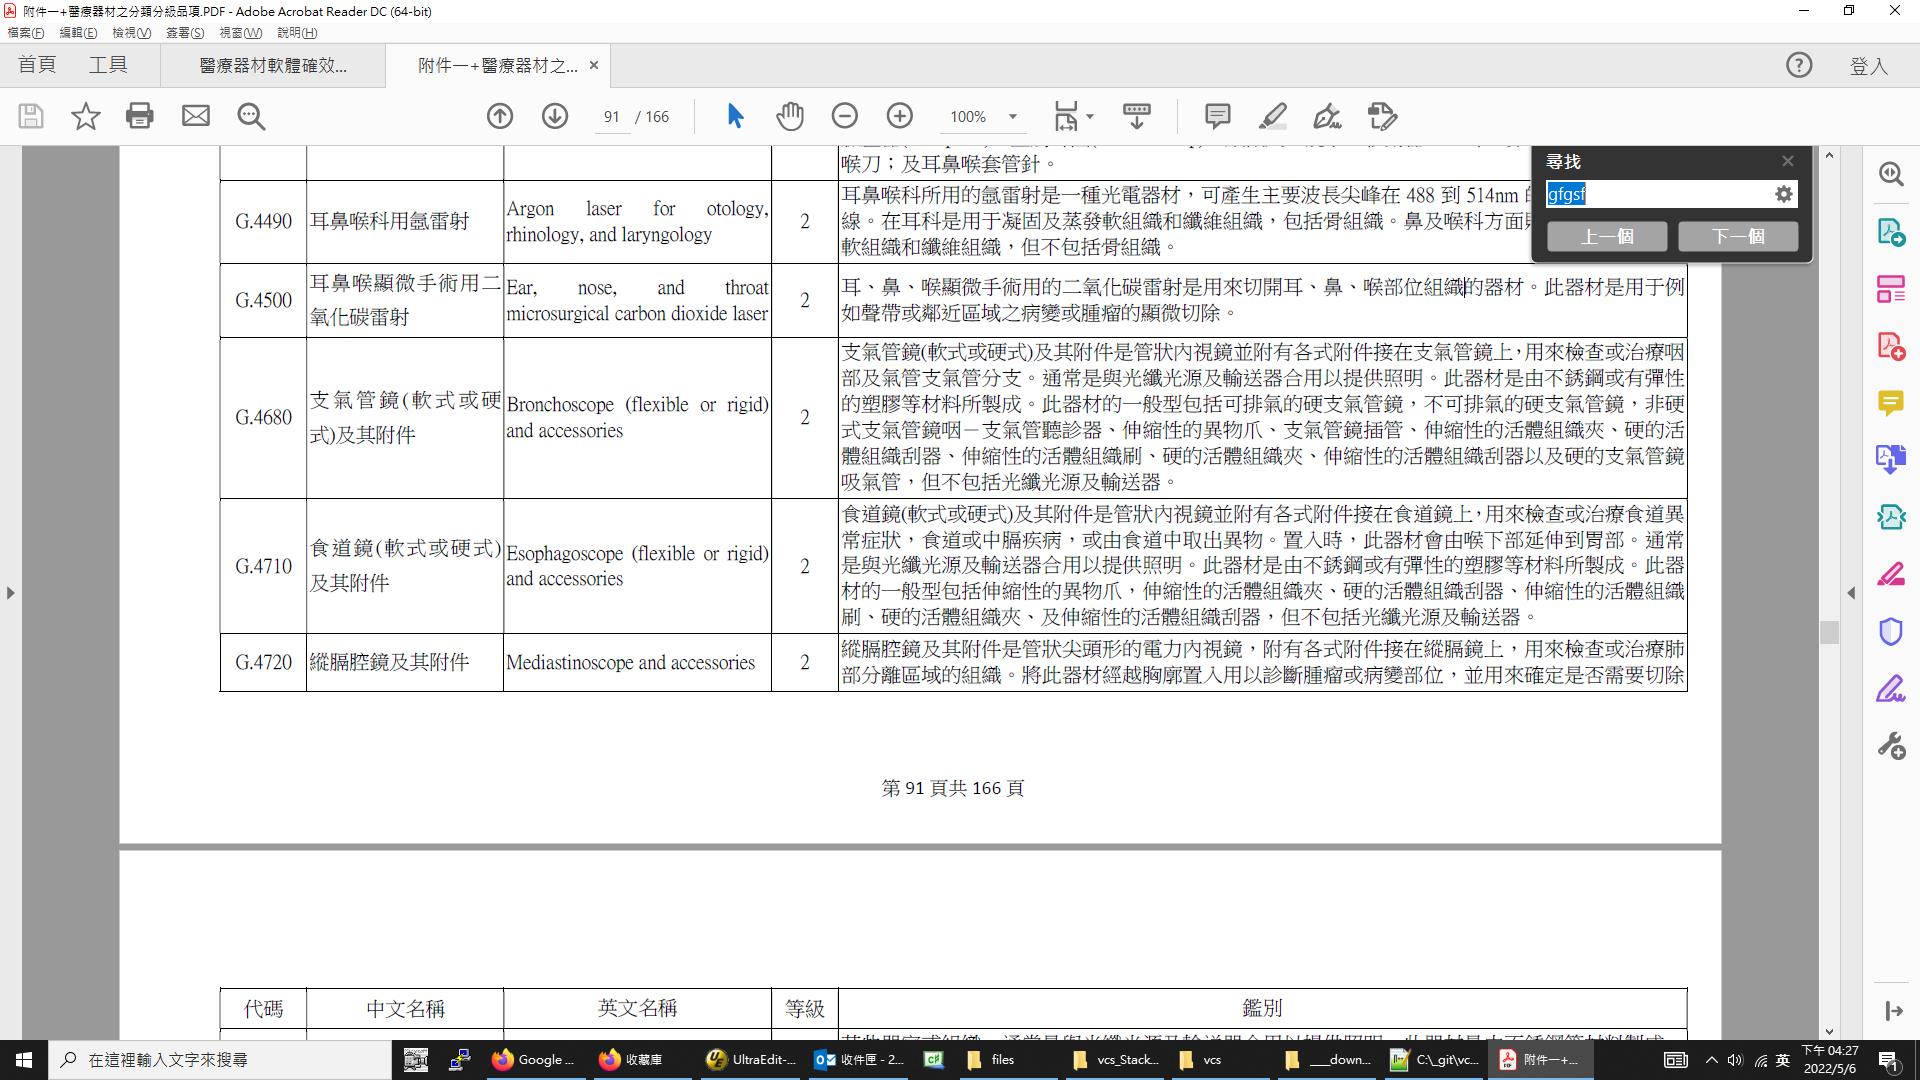 附件一+醫療器材之分類分級品項.PDF - Adobe Acrobat Reader DC (64-bit)
檔案(F) 編輯(E) 檢視(V) 簽署(S) 視窗(W) 說明(H)
首頁 工具 醫療器材軟體確效... 附件一+醫療器材之... × 登入
91 / 166 100%
喉刀；及耳鼻喉套管針。
尋找
gfgsf
上一個 下一個
G.4490
耳鼻喉科用氬雷射
Argon laser for otology,
rhinology, and laryngology
2
耳鼻喉科所用的氬雷射是一種光電器材，可產生主要波長尖峰在 488 到 514nm
線。在耳科是用于凝固及蒸發軟組織和纖維組織，包括骨組織。鼻及喉科方面
軟組織和纖維組織，但不包括骨組織。
G.4500
耳鼻喉顯微手術用二
氧化碳雷射
Ear, nose, and throat
microsurgical carbon dioxide laser
2
耳、鼻、喉顯微手術用的二氧化碳雷射是用來切開耳、鼻、喉部位組織的器材。此器材是用于例
如聲帶或鄰近區域之病變或腫瘤的顯微切除。
G.4680
支氣管鏡(軟式或硬
式)及其附件
Bronchoscope (flexible or rigid)
and accessories
2
支氣管鏡(軟式或硬式)及其附件是管狀內視鏡並附有各式附件接在支氣管鏡上，用來檢查或治療咽
部及氣管支氣管分支。通常是與光纖光源及輸送器合用以提供照明。此器材是由不銹鋼或有彈性
的塑膠等材料所製成。此器材的一般型包括可排氣的硬支氣管鏡，不可排氣的硬支氣管鏡，非硬
式支氣管鏡咽－支氣管聽診器、伸縮性的異物爪、支氣管鏡插管、伸縮性的活體組織夾、硬的活
體組織刮器、伸縮性的活體組織刷、硬的活體組織夾、伸縮性的活體組織刮器以及硬的支氣管鏡
吸氣管，但不包括光纖光源及輸送器。
G.4710
食道鏡(軟式或硬式)
及其附件
Esophagoscope (flexible or rigid)
and accessories
2
食道鏡(軟式或硬式)及其附件是管狀內視鏡並附有各式附件接在食道鏡上，用來檢查或治療食道異
常症狀，食道或中膈疾病，或由食道中取出異物。置入時，此器材會由喉下部延伸到胃部。通常
是與光纖光源及輸送器合用以提供照明。此器材是由不銹鋼或有彈性的塑膠等材料所製成。此器
材的一般型包括伸縮性的異物爪，伸縮性的活體組織夾、硬的活體組織刮器、伸縮性的活體組織
刷、硬的活體組織夾、及伸縮性的活體組織刮器，但不包括光纖光源及輸送器。
G.4720
縱膈腔鏡及其附件
Mediastinoscope and accessories
2
縱膈腔鏡及其附件是管狀尖頭形的電力內視鏡，附有各式附件接在縱膈鏡上，用來檢查或治療肺
部分離區域的組織。將此器材經越胸廓置入用以診斷腫瘤或病變部位，並用來確定是否需要切除
第 91 頁共 166 頁
代碼 中文名稱 英文名稱 等級 鑑別
在這裡輸入文字來搜尋 Google ... 收藏庫 UltraEdit-... 收件匣 - 2... files vcs_Stack... vcs ___down... C:\_git\vc... 附件一+... 英 下午 04:27
2022/5/6